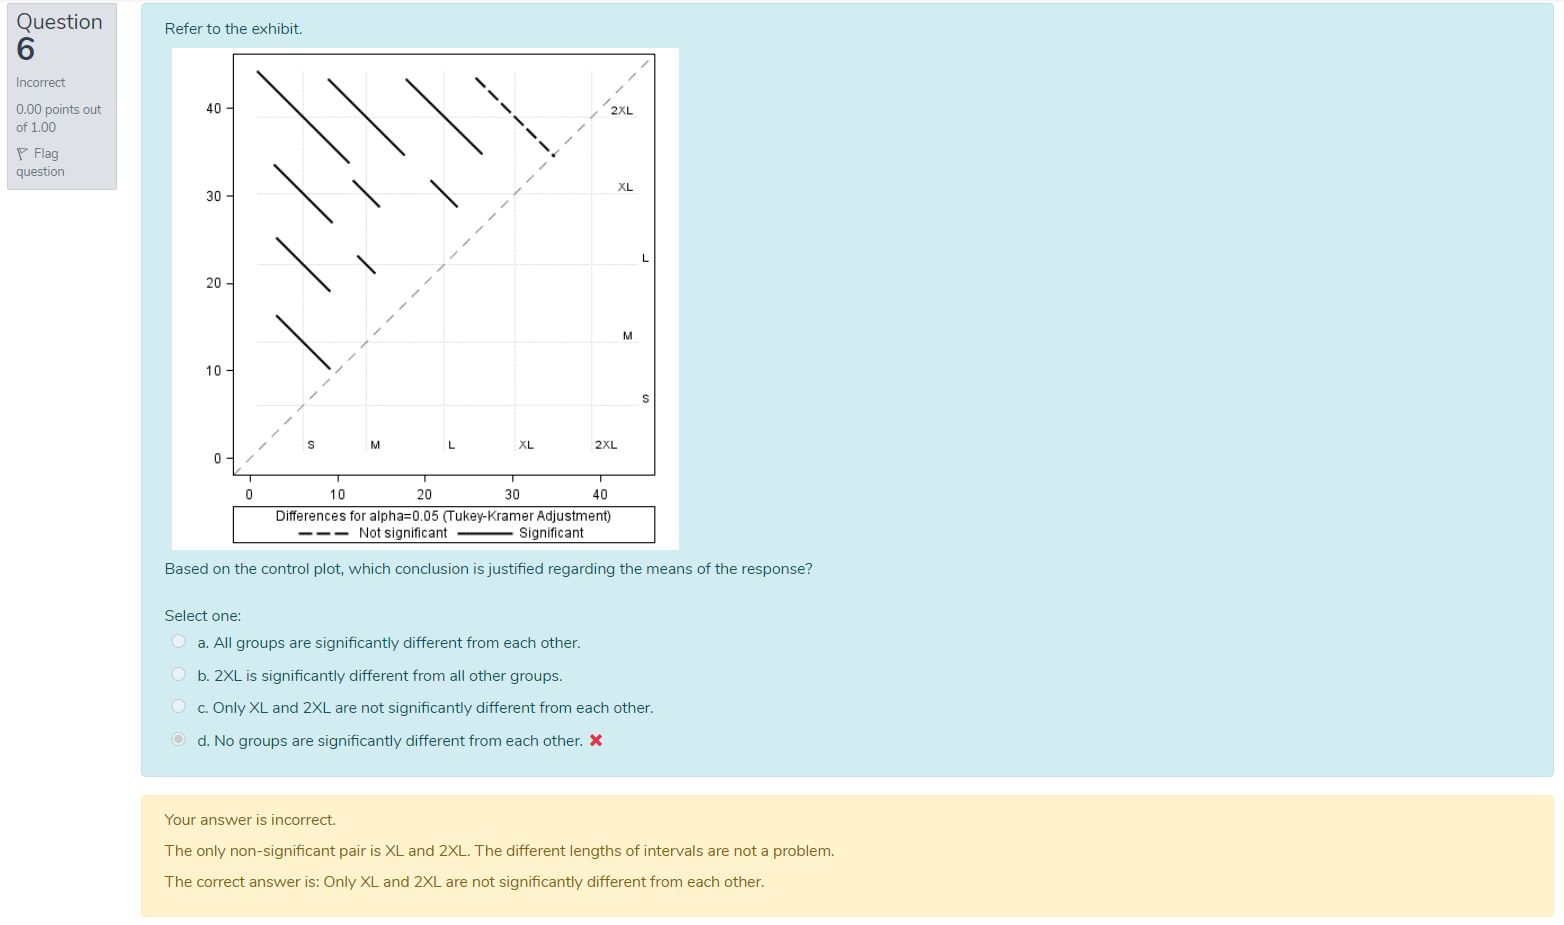 Question
6
Incorrect
0.00 points out
of 1.00
Flag
question
Refer to the exhibit.
40
30
20
10
0
2XL
XL
L
M
S
S M L XL 2XL
0 10 20 30 40
Differences for alpha=0.05 (Tukey-Kramer Adjustment)
Not significant Significant
Based on the control plot, which conclusion is justified regarding the means of the response?
Select one:
a. All groups are significantly different from each other.
b. 2XL is significantly different from all other groups.
c. Only XL and 2XL are not significantly different from each other.
d. No groups are significantly different from each other.
Your answer is incorrect.
The only non-significant pair is XL and 2XL. The different lengths of intervals are not a problem.
The correct answer is: Only XL and 2XL are not significantly different from each other.